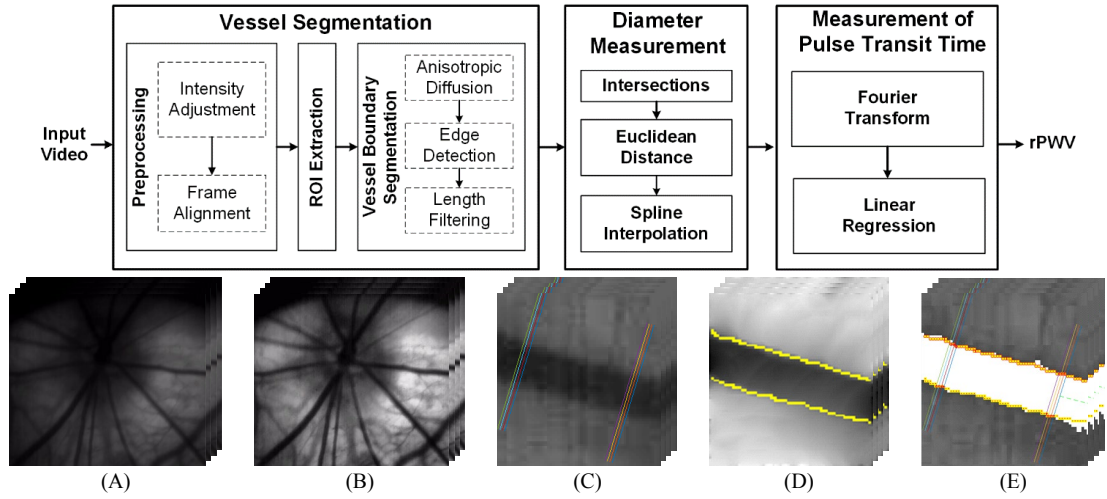 Vessel Segmentation
Diameter
Measurement
Measurement of
Pulse Transit Time
Input
Video
Preprocessing
Intensity
Adjustment
Frame
Alignment
ROI Extraction
Vessel Boundary
Segmentation
Anisotropic
Diffusion
Edge
Detection
Length
Filtering
Intersections
Euclidean
Distance
Spline
Interpolation
Fourier
Transform
Linear
Regression
rPWV
(A)
(B)
(C)
(D)
(E)